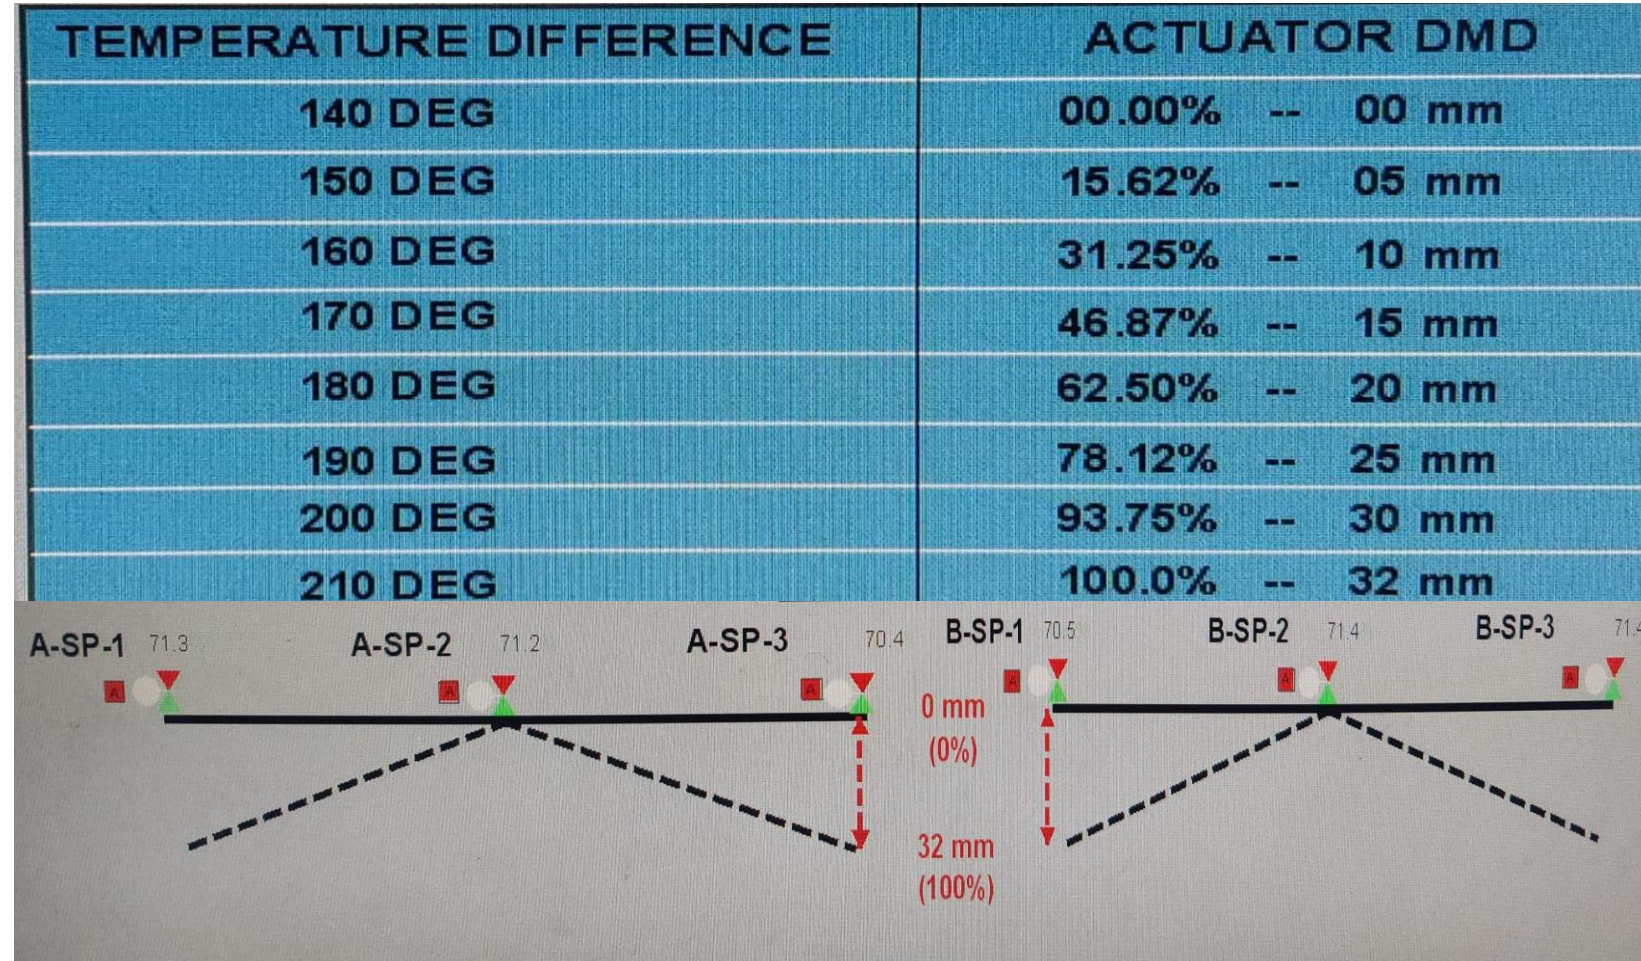 TEMPERATURE DIFFERENCE ACTUATOR DMD
140 DEG 00.00% -- 00 mm
150 DEG 15.62% -- 05 mm
160 DEG 31.25% -- 10 mm
170 DEG 46.87% -- 15 mm
180 DEG 62.50% -- 20 mm
190 DEG 78.12% -- 25 mm
200 DEG 93.75% -- 30 mm
210 DEG 100.0% -- 32 mm
A-SP-1 71.3 A-SP-2 71.2 A-SP-3 70.4 B-SP-1 70.5 B-SP-2 71.4 B-SP-3 71.4
A A A A A A
0 mm
(0%)
32 mm
(100%)